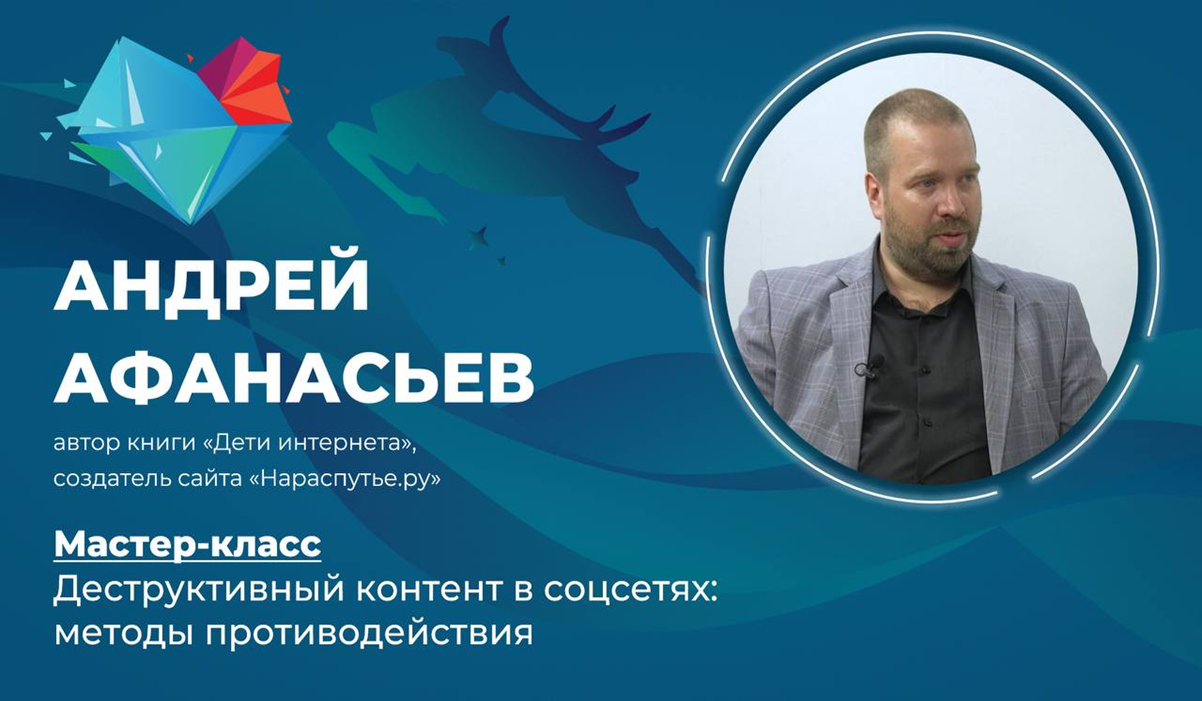 АНДРЕЙ
АФАНАСЬЕВ
автор книги «Дети интернета»,
создатель сайта «Нараспутье.ру»
Мастер-класс
Деструктивный контент в соцсетях:
методы противодействия